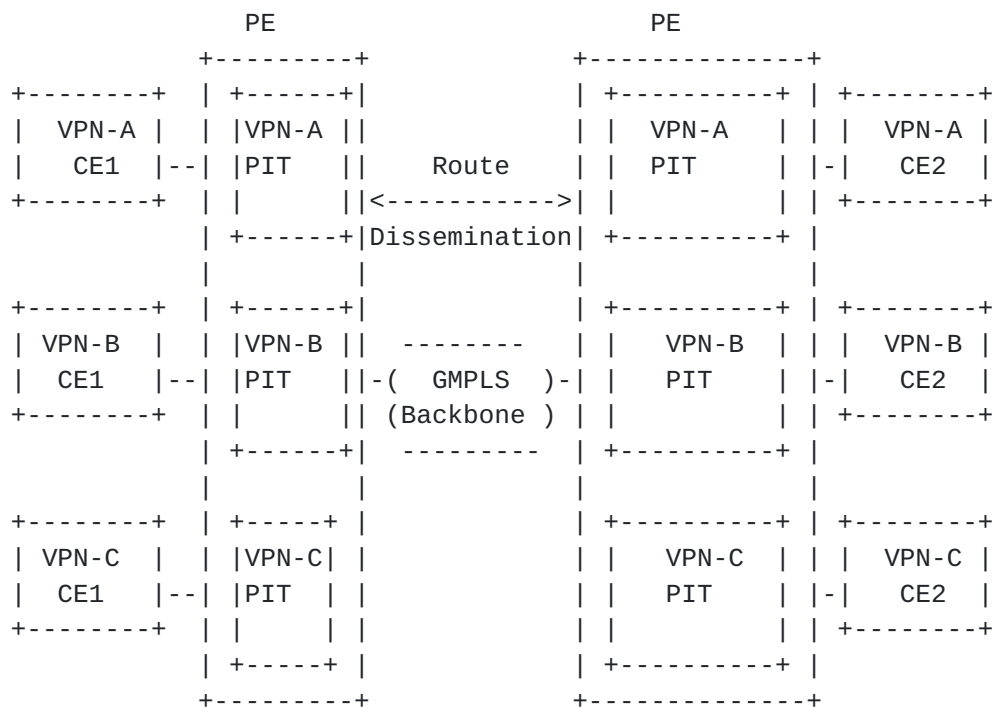 PE PE
+---------+ +--------------+
+--------+ | +------+| | +----------+ | +--------+
| VPN-A | | |VPN-A || | | VPN-A | | | VPN-A |
| CE1 |--| |PIT || Route | | PIT | |-| CE2 |
+--------+ | | ||<----------->| | | | +--------+
| +------+|Dissemination| +----------+ |
| | | |
+--------+ | +------+| | +----------+ | +--------+
| VPN-B | | |VPN-B || -------- | | VPN-B | | | VPN-B |
| CE1 |--| |PIT ||-( GMPLS )-| | PIT | |-| CE2 |
+--------+ | | || (Backbone ) | | | | +--------+
| +------+| --------- | +----------+ |
| | | |
+--------+ | +-----+ | | +----------+ | +--------+
| VPN-C | | |VPN-C| | | | VPN-C | | | VPN-C |
| CE1 |--| |PIT | | | | PIT | |-| CE2 |
+--------+ | | | | | | | | +--------+
| +-----+ | | +----------+ |
+---------+ +--------------+